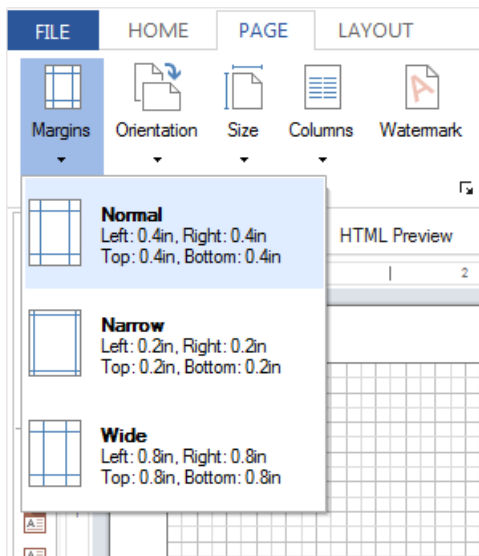 FILE HOME PAGE LAYOUT
Margins Orientation Size Columns Watermark
Normal
Left: 0.4in, Right: 0.4in
Top: 0.4in, Bottom: 0.4in
HTML Preview
2
Narrow
Left: 0.2in, Right: 0.2in
Top: 0.2in, Bottom: 0.2in
Wide
Left: 0.8in, Right: 0.8in
Top: 0.8in, Bottom: 0.8in
A
A